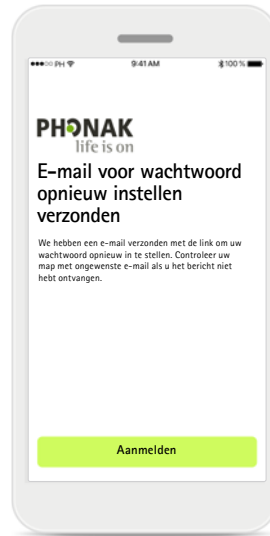 PH 9:41 AM 100 %
PHONAK
life is on
E-mail voor wachtwoord
opnieuw instellen
verzonden
We hebben een e-mail verzonden met de link om uw
wachtwoord opnieuw in te stellen. Controleer uw
map met ongewenste e-mail als u het bericht niet
hebt ontvangen.
Aanmelden